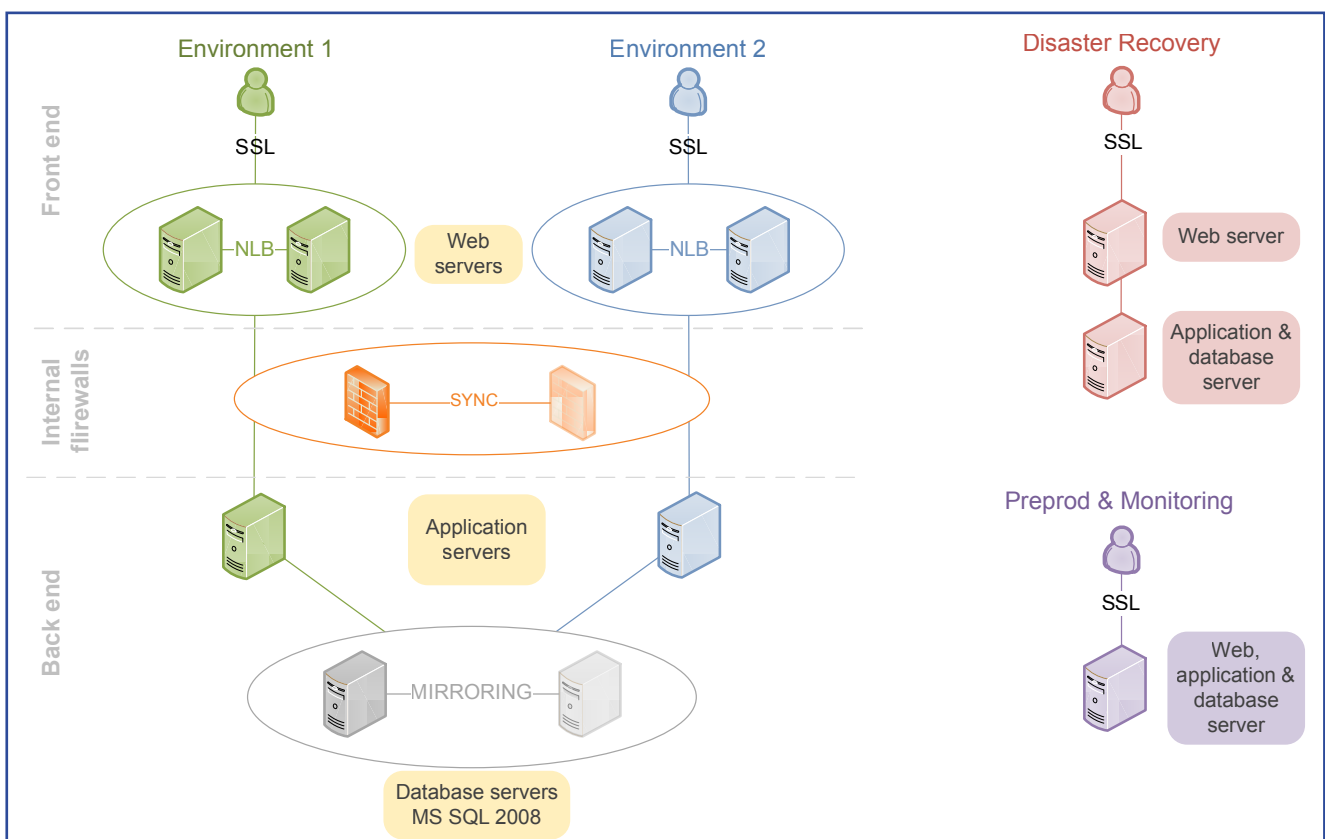 Environment 1
Environment 2
Disaster Recovery
Front end
SSL
SSL
SSL
NLB
Web
servers
NLB
Web server
Application &
database
server
Internal
flirewalls
SYNC
Back end
Application
servers
Preprod & Monitoring
SSL
MIRRORING
Web,
application &
database
server
Database servers
MS SQL 2008